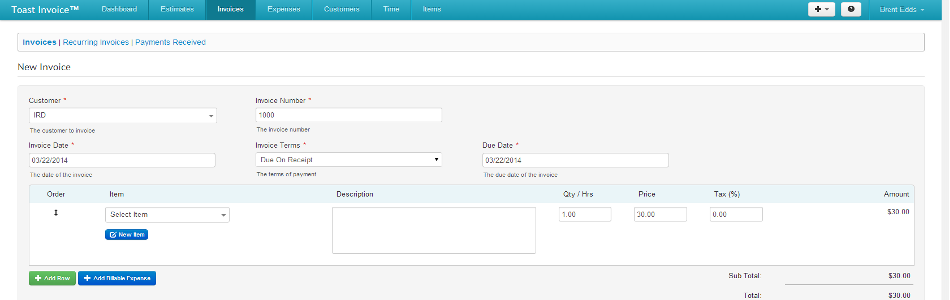 Toast Invoice™ Dashboard Estimates Invoices Expenses Customers Time Items Brent Edds
Invoices | Recurring Invoices | Payments Received
New Invoice
Customer * Invoice Number *
IRD 1000
The customer to invoice The invoice number
Invoice Date * Invoice Terms * Due Date *
03/22/2014 Due On Receipt 03/22/2014
The date of the invoice The terms of payment The due date of the invoice
Order Item Description Qty / Hrs Price Tax (%) Amount
Select Item 1.00 30.00 0.00 $30.00
New Item
Add Row Add Billable Expense Sub Total: $30.00
Total: $30.00